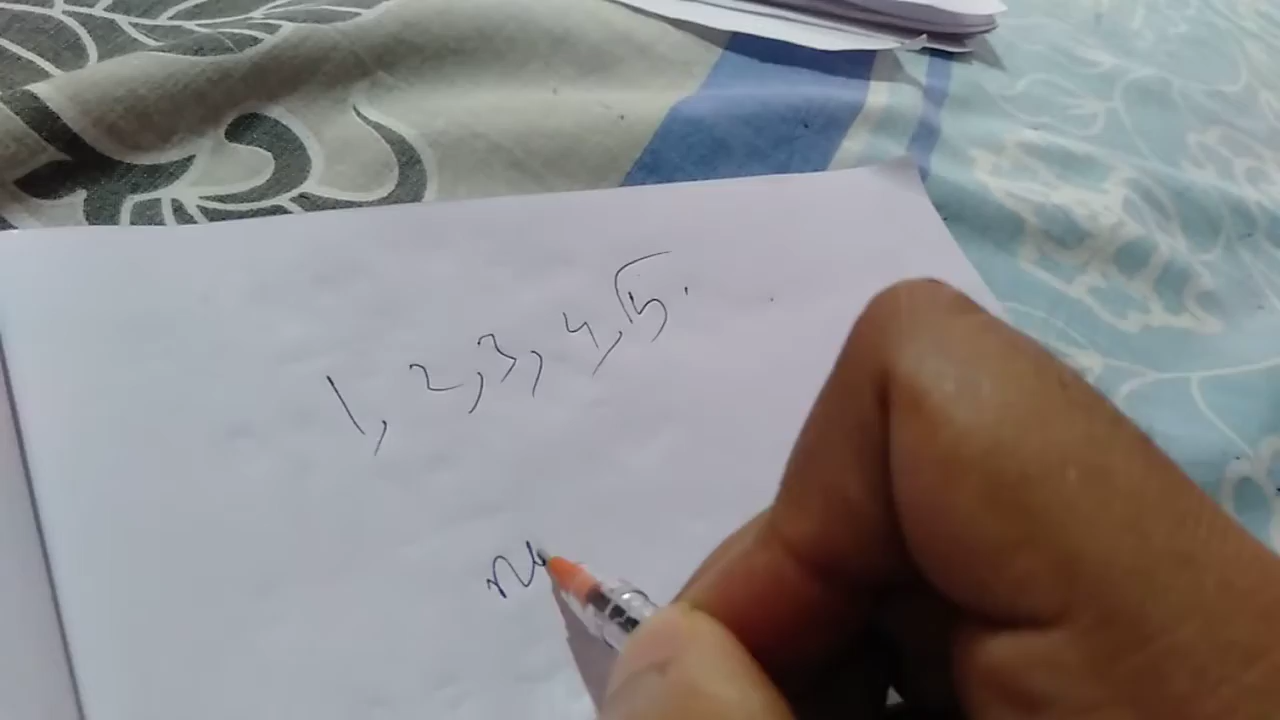 1, 2, 3, 4, 5.